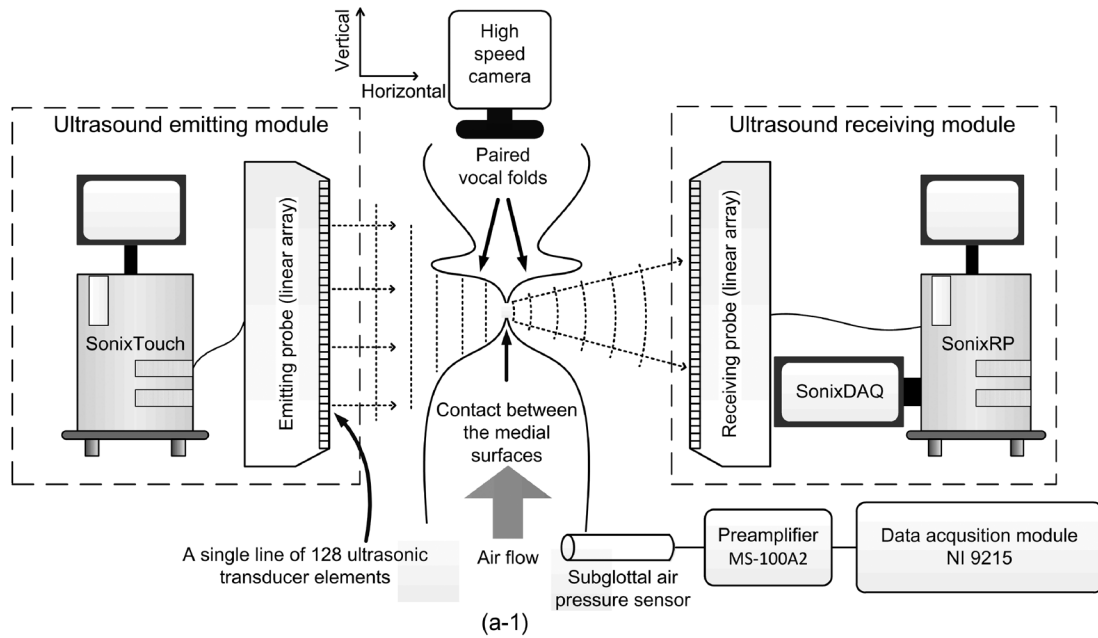 Vertical
Horizontal
High
speed
camera
Ultrasound emitting module
Ultrasound receiving module
Paired
vocal folds
SonixTouch
Emitting probe (linear array)
Receiving probe (linear array)
SonixRP
SonixDAQ
Contact between
the medial
surfaces
A single line of 128 ultrasonic
transducer elements
Air flow
Subglottal air
pressure sensor
Preamplifier
MS-100A2
Data acqusition module
NI 9215
(a-1)